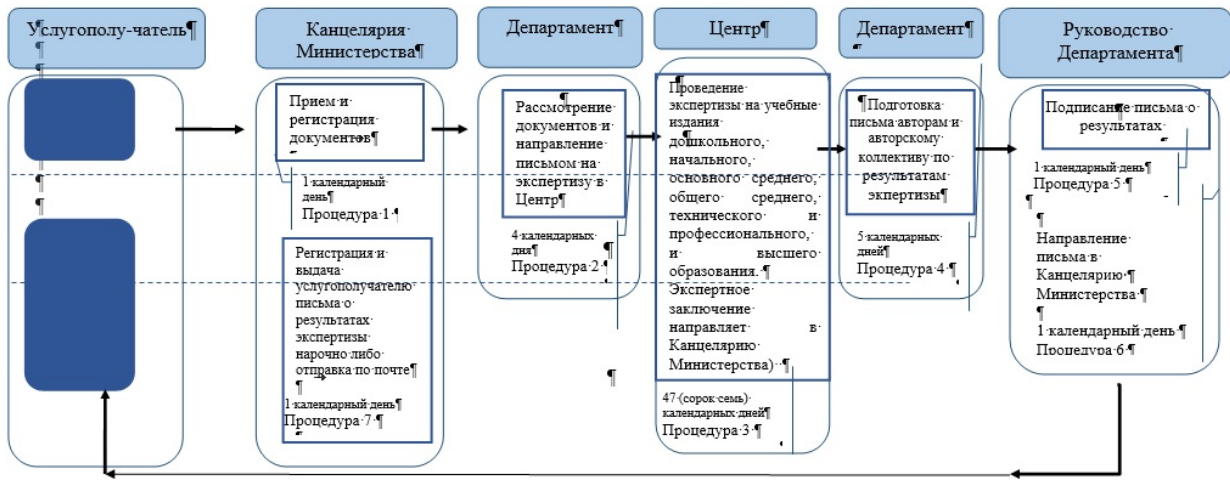 Услугополу-чатель¶
Канцелярия·
Министерства¶
Департамент¶
Центр¶
Департамент¶
¶
Руководство·
Департамента¶
¶
¶
¶
¶
¶
¶
¶
¶
¶
Прием и
регистрация·
документов¶
¶
1·календарный·
день¶
Процедура·1·¶
Регистрация·и·
выдача·
услугополучателю·
письма·о·
результатах·
экспертизы·
нарочно·либо·
отправка·по·почте¶
¶
1·календарный·день¶
Процедура·7·¶
¶
¶
Рассмотрение·
документов·и·
направление·
письмом·на·
экспертизу·в·
Центр¶
4·календарных·
дня¶
¶
Процедура·2·¶
¶
¶
Проведение·
экспертизы·на·учебные·
издания·
¶
дошкольного,
начального,
основного среднего,
общего среднего,
технического и
профессионального,
и высшего
образования.·¶
Экспертное·
заключение·
направляет в
Канцелярию·
Министерства)··¶
47·(сорок·семь)·
календарных·дней¶
Процедура·3·¶
¶
¶Подготовка·
письма·авторам·и·
авторскому·
коллективу·по·
результатам·
экпертизы¶
5·календарных·
дней¶
Процедура·4·¶
Подписание·письма·о·
¶
результатах·
¶
1·календарный·день¶
Процедура·5·¶
¶
¶
¶
Направление·
письма·в·
Канцелярию·¶
Министерства·¶
¶
¶
1·календарный·день·¶
Процедура·6·¶